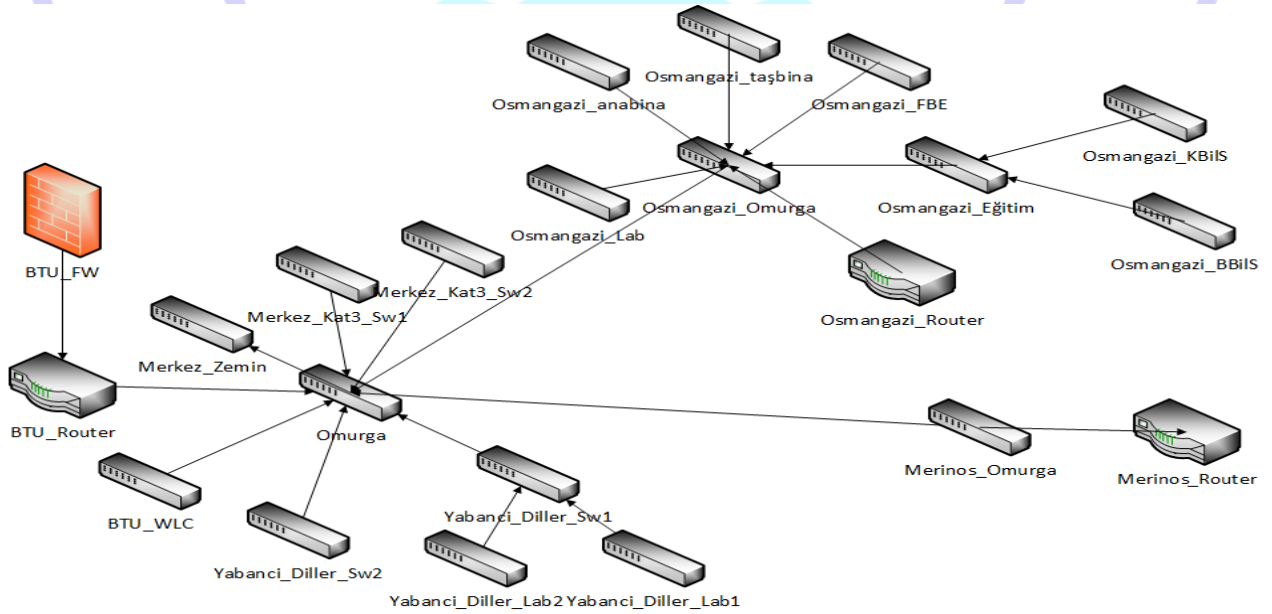 Osmangazi_taşbina
Osmangazi_anabina
Osmangazi_FBE
Osmangazi_KBilS
Osmangazi_Omurga
Osmangazi_Eğitim
Osmangazi_Lab
Osmangazi_BBilS
BTU_FW
Merkez_Kat3_Sw2
Merkez_Kat3_Sw1
Osmangazi_Router
Merkez_Zemin
BTU_Router
Omurga
Merinos_Omurga
Merinos_Router
BTU_WLC
Yabanci_Diller_Sw1
Yabanci_Diller_Sw2
Yabanci_Diller_Lab2
Yabanci_Diller_Lab1